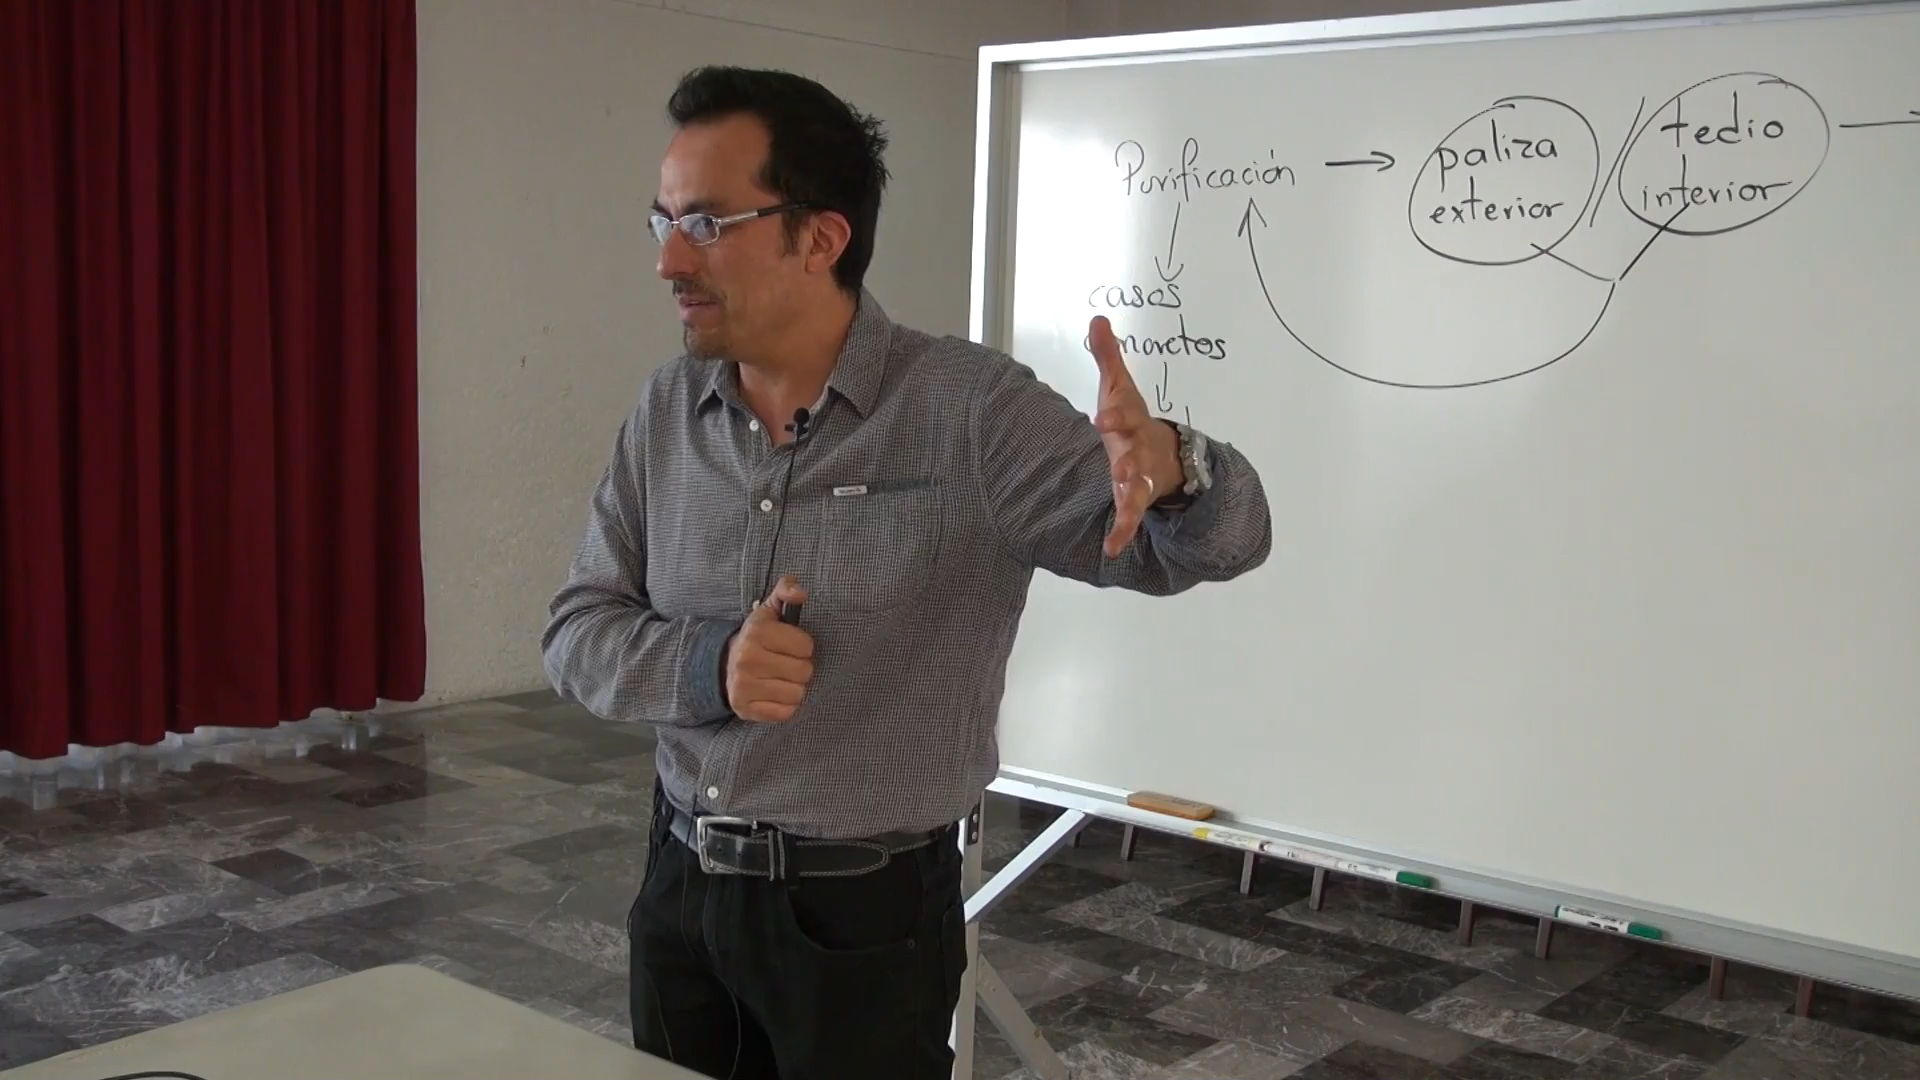 Purificación → paliza / tedio →
exterior interior
casos
concretos